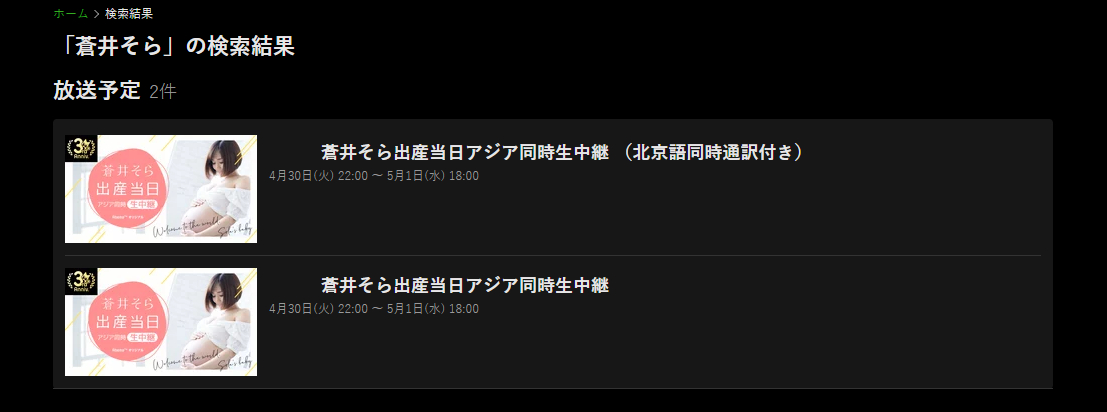 ホーム > 検索結果
「蒼井そら」の検索結果
放送予定 2件
3rd
Anniv.
蒼井そら
出産当日
アジア同時 生中継
Welcome to the world
Sola's baby
蒼井そら出産当日アジア同時生中継 （北京語同時通訳付き）
4月30日(火) 22:00 〜 5月1日(水) 18:00
3rd
Anniv.
蒼井そら
出産当日
アジア同時 生中継
Welcome to the world
Sola's baby
蒼井そら出産当日アジア同時生中継
4月30日(火) 22:00 〜 5月1日(水) 18:00